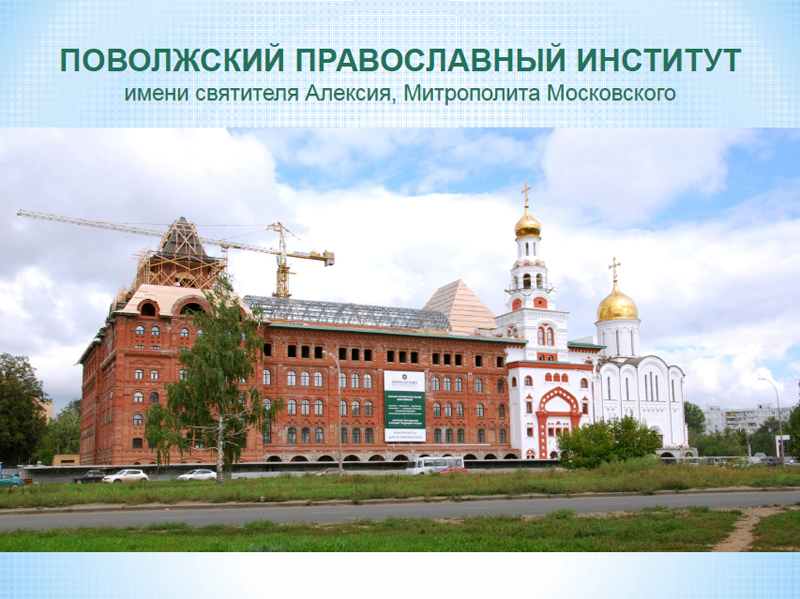 ПОВОЛЖСКИЙ ПРАВОСЛАВНЫЙ ИНСТИТУТ
имени святителя Алексия, Митрополита Московского